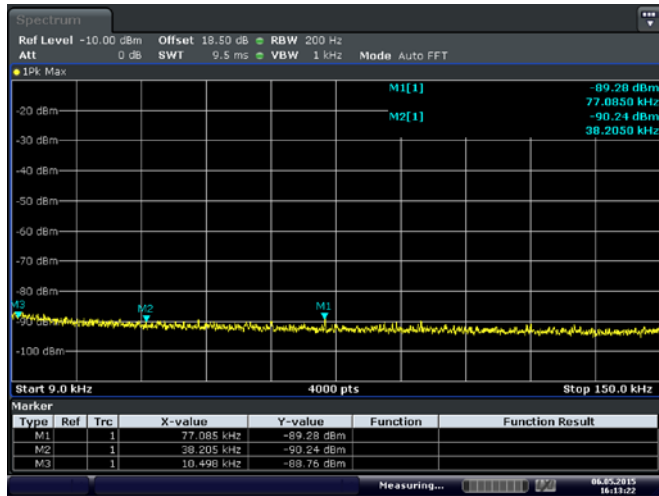 Spectrum
Ref Level -10.00 dBm Offset 18.50 dB RBW 200 Hz
Att 0 dB SWT 9.5 ms VBW 1 kHz Mode Auto FFT
1Pk Max
M1[1] -89.28 dBm
77.0850 kHz
-20 dBm
M2[1] -90.24 dBm
38.2050 kHz
-30 dBm
-40 dBm
-50 dBm
-60 dBm
-70 dBm
-80 dBm
M3 M2 M1
-90 dBm
-100 dBm
Start 9.0 kHz 4000 pts Stop 150.0 kHz
Marker
Type Ref Trc X-value Y-value Function Function Result
M1 1 77.085 kHz -89.28 dBm
M2 1 38.205 kHz -90.24 dBm
M3 1 10.498 kHz -88.76 dBm
Measuring... 06.05.2015
16:13:22